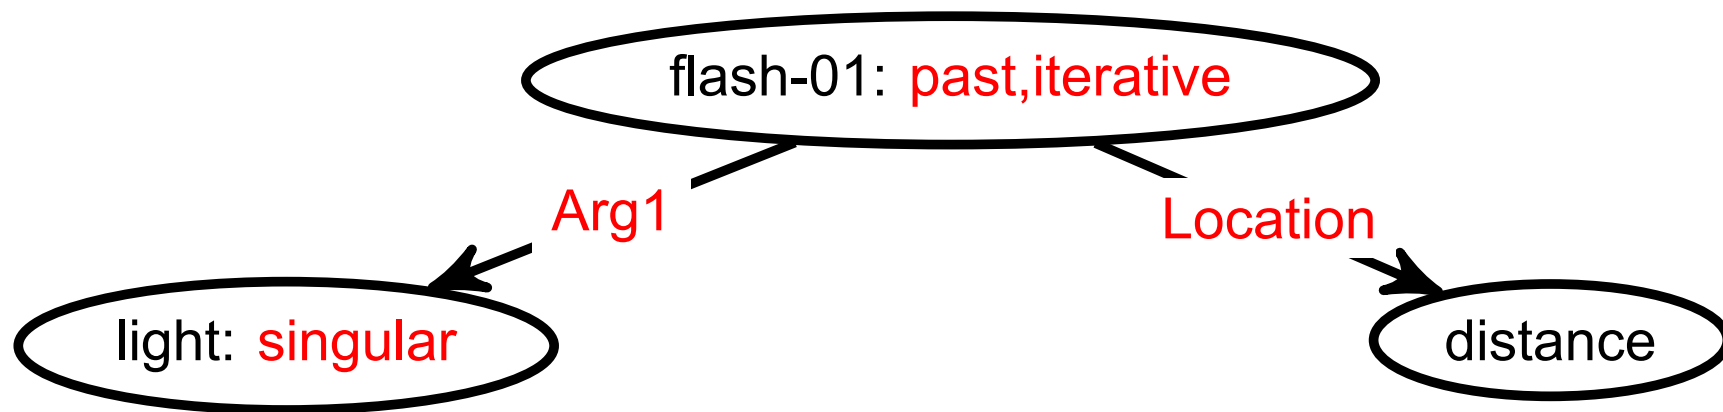 flash-01: past,iterative
Arg1
Location
light: singular
distance